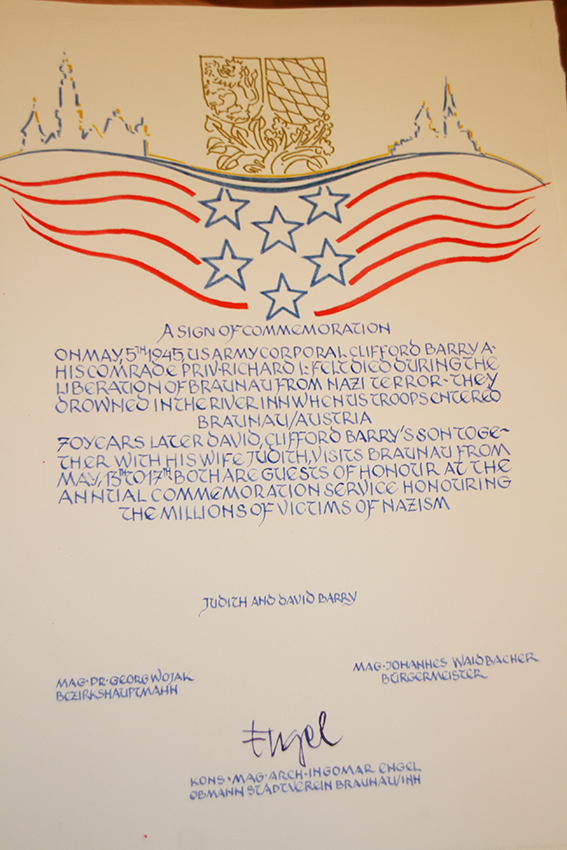 A SIGN OF COMMEMORATION
ON MAY, 5TH 1945, US ARMY CORPORAL CLIFFORD BARRY A·
HIS COMRADE PRIV·RICHARD I· FELT DIED DURING THE
LIBERATION OF BRAUNAU FROM NAZI TERROR - THEY
DROWNED IN THE RIVER INN WHEN US TROOPS ENTERED
BRAUNAU/AUSTRIA
70 YEARS LATER DAVID, CLIFFORD BARRY'S SON TOGE-
THER WITH HIS WIFE JUDITH, VISITS BRAUNAU FROM
MAY, 13TH TO 17TH· BOTH ARE GUESTS OF HONOUR AT THE
ANNUAL COMMEMORATION SERVICE HONOURING
THE MILLIONS OF VICTIMS OF NAZISM
JUDITH AND DAVID BARRY
MAG·DR·GEORG WOJAK
BEZIRKSHAUPTMANN
MAG·JOHANNES WAIDBACHER
BÜRGERMEISTER
Engel
KONS·MAG·ARCH·INGOMAR ENGEL
OBMANN STADTVEREIN BRAUNAU/INN